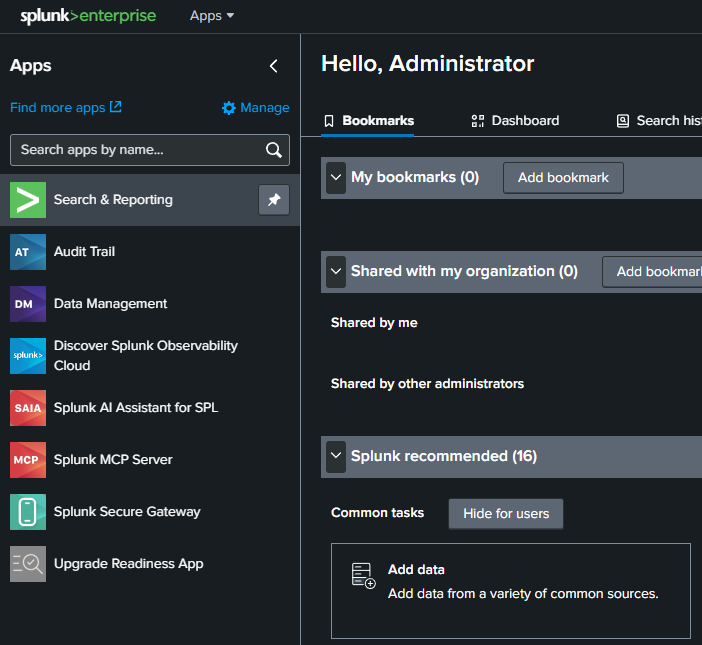 splunk>enterprise Apps
Apps
Find more apps Manage
Search apps by name...
Search & Reporting
AT Audit Trail
DM Data Management
splunk> Discover Splunk Observability
Cloud
SAIA Splunk AI Assistant for SPL
MCP Splunk MCP Server
Splunk Secure Gateway
Upgrade Readiness App
Hello, Administrator
Bookmarks Dashboard Search his
My bookmarks (0) Add bookmark
Shared with my organization (0) Add bookmar
Shared by me
Shared by other administrators
Splunk recommended (16)
Common tasks Hide for users
Add data
Add data from a variety of common sources.